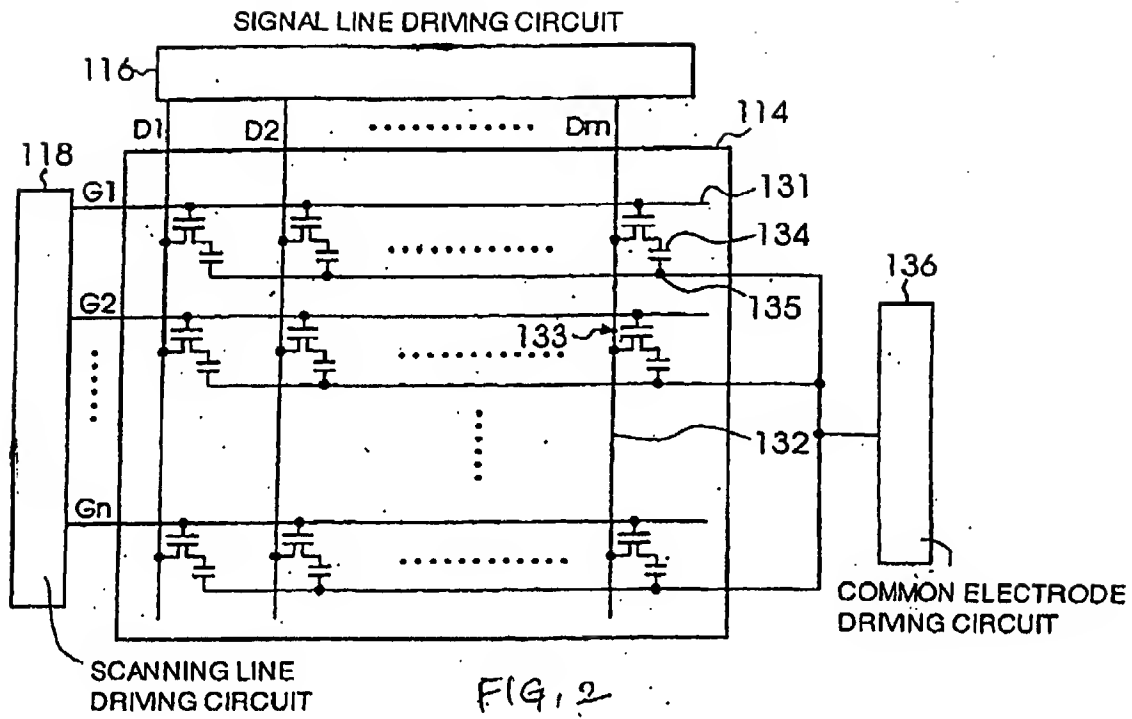 SIGNAL LINE DRIVING CIRCUIT
116
D1
D2
Dm
114
118
G1
131
134
136
135
G2
133
132
Gn
COMMON ELECTRODE
DRIVING CIRCUIT
SCANNING LINE
DRIVING CIRCUIT
FIG, 2